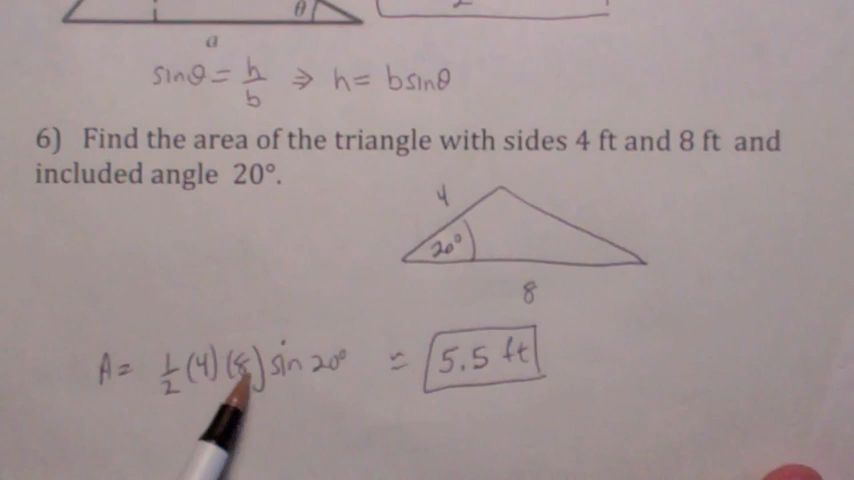 θ
a
sinθ = h/b ⇒ h = bsinθ
6) Find the area of the triangle with sides 4 ft and 8 ft and
included angle 20°.
4
20°
8
A = 1/2 (4)(8) sin 20° ≈ 5.5 ft